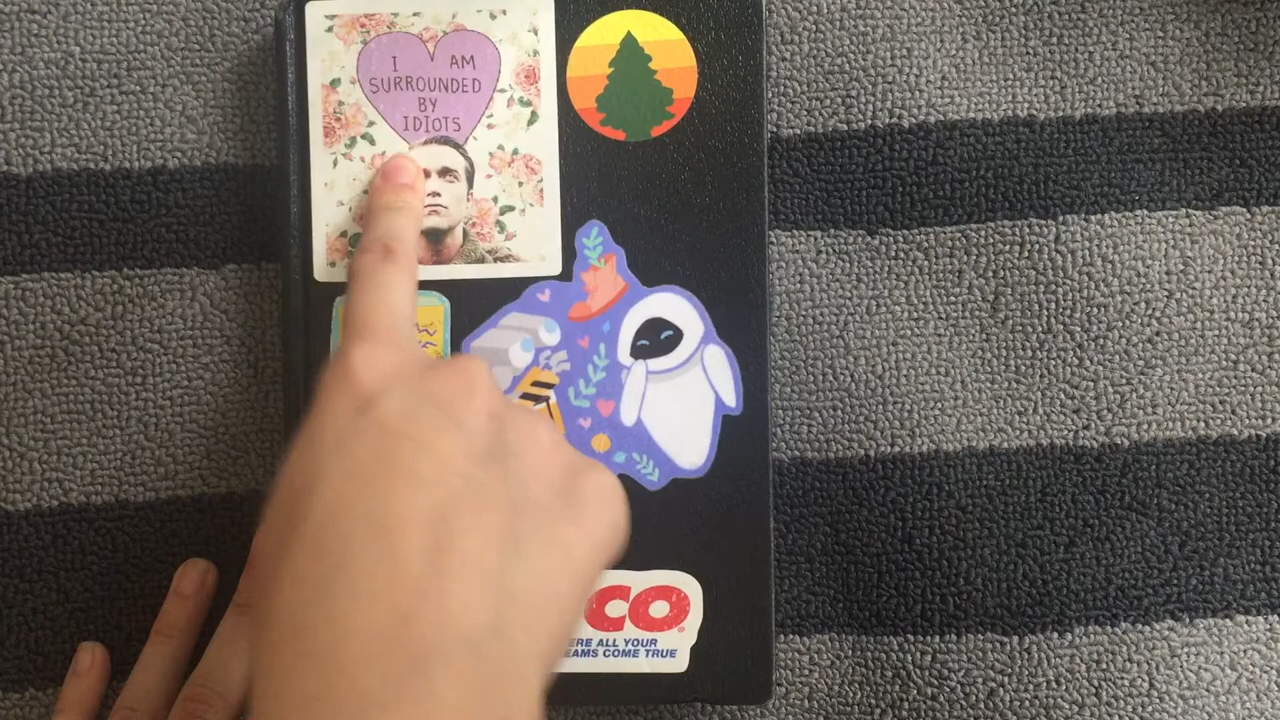 I AM
SURROUNDED
BY
IDIOTS
CO
ERE ALL YOUR
EAMS COME TRUE